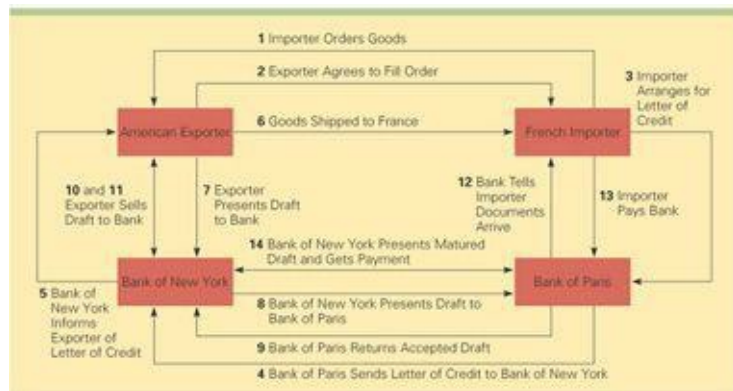 1 Importer Orders Goods
2 Exporter Agrees to Fill Order
3 Importer
Arranges for
Letter of
Credit
American Exporter
6 Goods Shipped to France
French Importer
10 and 11
Exporter Sells
Draft to Bank
7 Exporter
Presents Draft
to Bank
12 Bank Tells
Importer
Documents
Arrive
13 Importer
Pays Bank
14 Bank of New York Presents Matured
Draft and Gets Payment
Bank of New York
Bank of Paris
5 Bank of
New York
Informs
Exporter of
Letter of Credit
8 Bank of New York Presents Draft to
Bank of Paris
9 Bank of Paris Returns Accepted Draft
4 Bank of Paris Sends Letter of Credit to Bank of New York